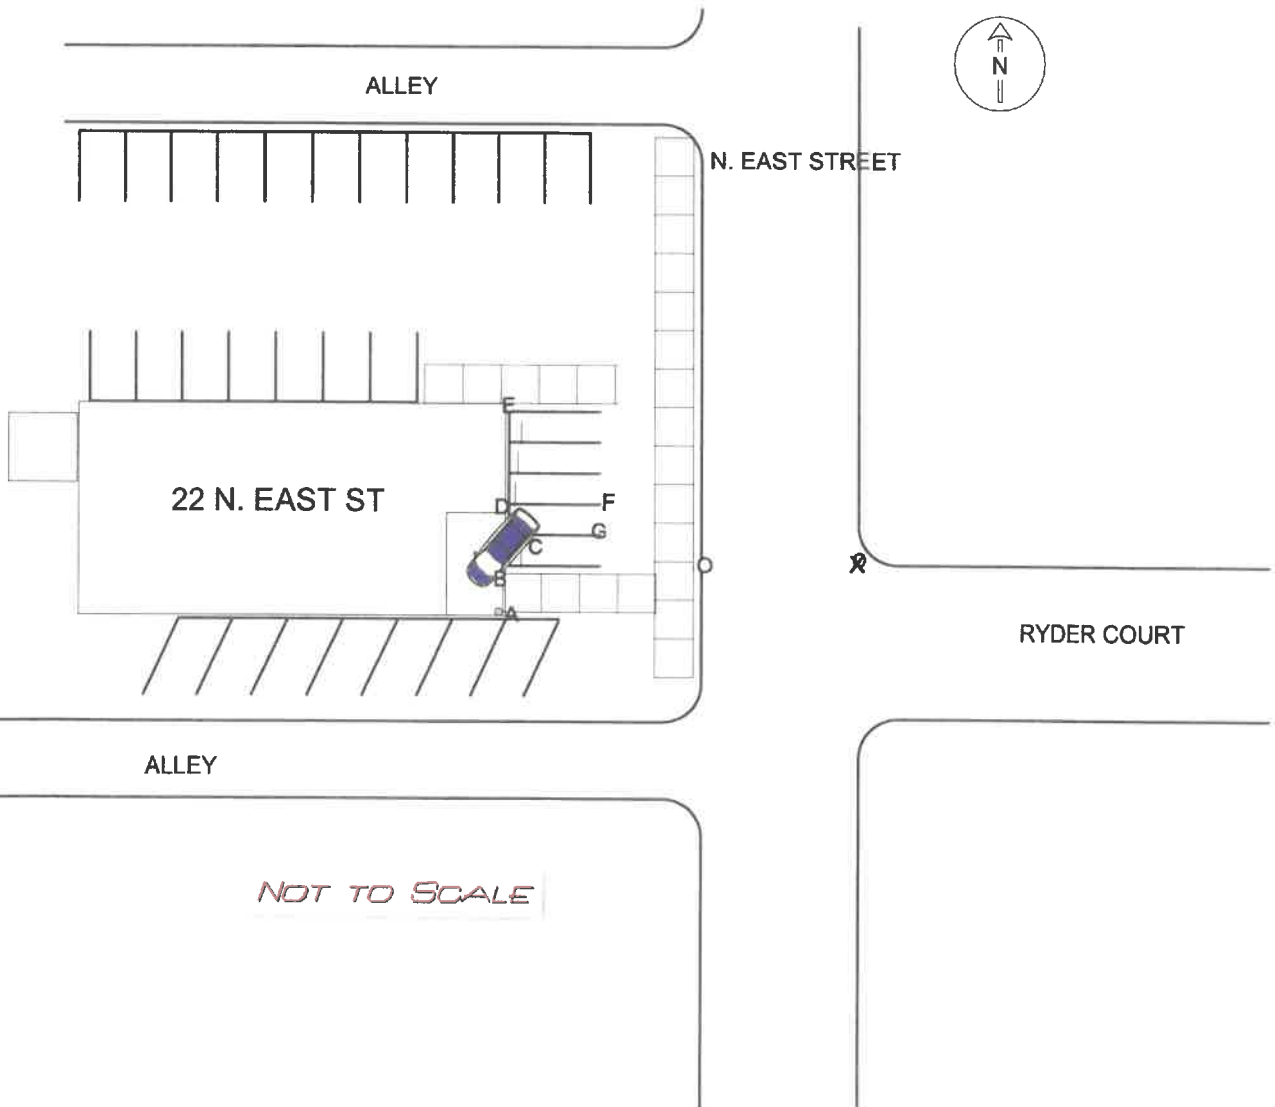 N
ALLEY
N. EAST STREET
E
22 N. EAST ST
D
F
G
C
B
O
A
RYDER COURT
ALLEY
NOT TO SCALE